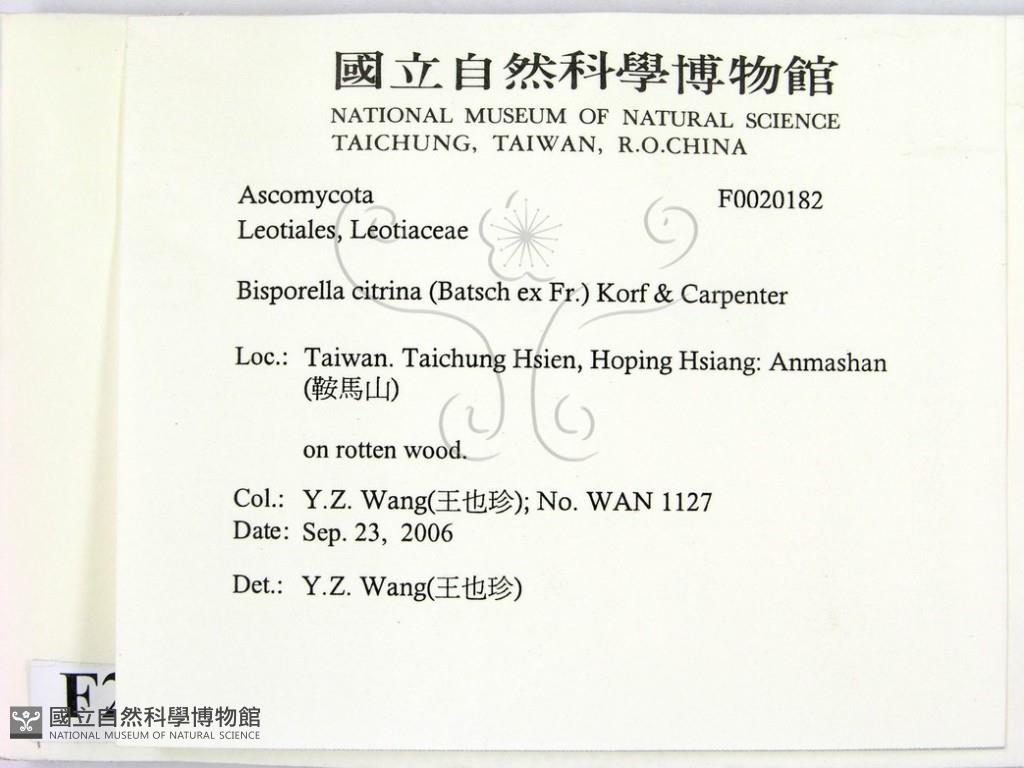 國立自然科學博物館
NATIONAL MUSEUM OF NATURAL SCIENCE
TAICHUNG, TAIWAN, R.O.CHINA
Ascomycota F0020182
Leotiales, Leotiaceae
Bisporella citrina (Batsch ex Fr.) Korf & Carpenter
Loc.: Taiwan. Taichung Hsien, Hoping Hsiang: Anmashan
(鞍馬山)
on rotten wood.
Col.: Y.Z. Wang(王也珍); No. WAN 1127
Date: Sep. 23, 2006
Det.: Y.Z. Wang(王也珍)
國立自然科學博物館
NATIONAL MUSEUM OF NATURAL SCIENCE